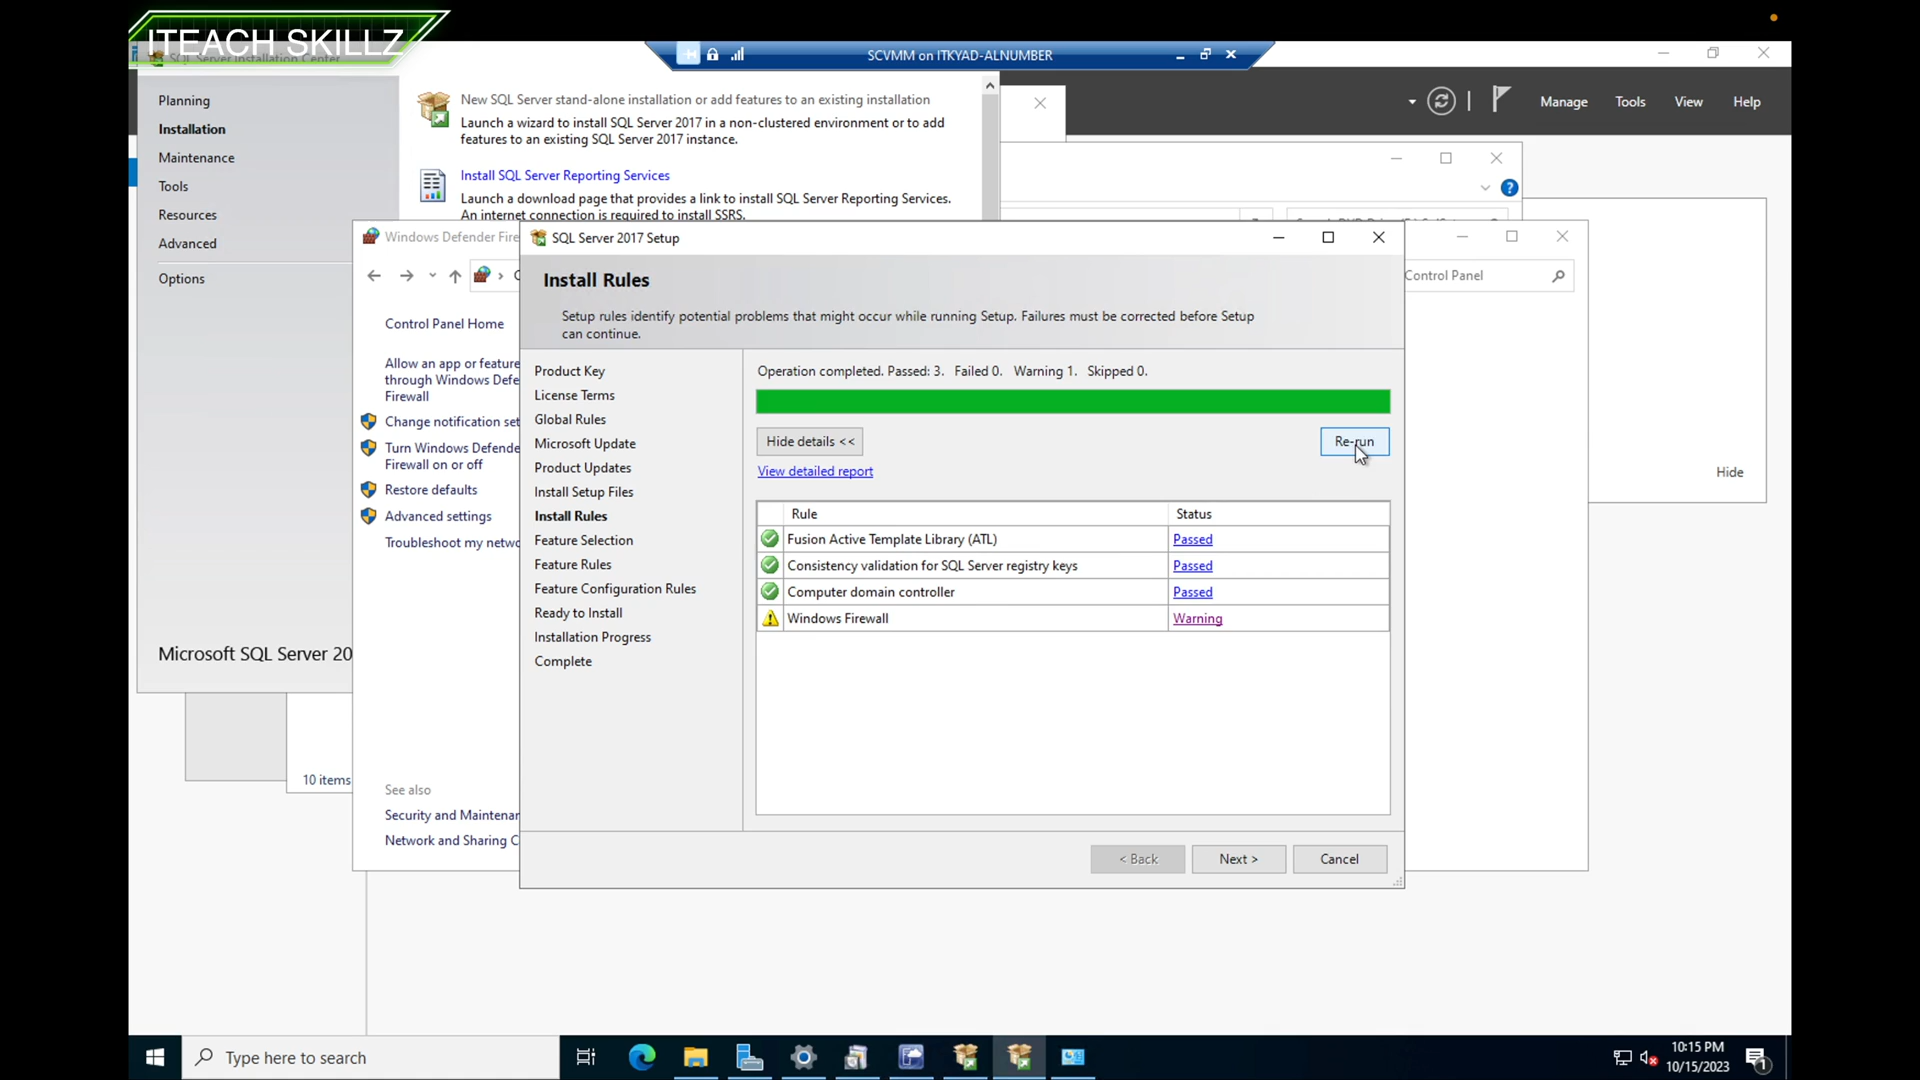 ITEACH SKILLZ
SQL Server Installation Center
SCVMM on ITKYAD-ALNUMBER
Manage
Tools
View
Help
Planning
Installation
Maintenance
Tools
Resources
Advanced
Options
Microsoft SQL Server 20
New SQL Server stand-alone installation or add features to an existing installation
Launch a wizard to install SQL Server 2017 in a non-clustered environment or to add
features to an existing SQL Server 2017 instance.
Install SQL Server Reporting Services
Launch a download page that provides a link to install SQL Server Reporting Services.
An internet connection is required to install SSRS.
Windows Defender Fire
C
Control Panel
Control Panel Home
Allow an app or feature
through Windows Defe
Firewall
Change notification set
Turn Windows Defende
Firewall on or off
Restore defaults
Advanced settings
Troubleshoot my netwo
See also
Security and Maintenan
Network and Sharing C
10 items
Hide
SQL Server 2017 Setup
Install Rules
Setup rules identify potential problems that might occur while running Setup. Failures must be corrected before Setup
can continue.
Product Key
License Terms
Global Rules
Microsoft Update
Product Updates
Install Setup Files
Install Rules
Feature Selection
Feature Rules
Feature Configuration Rules
Ready to Install
Installation Progress
Complete
Operation completed. Passed: 3. Failed 0. Warning 1. Skipped 0.
Hide details <<
Re-run
View detailed report
Rule Status
Fusion Active Template Library (ATL) Passed
Consistency validation for SQL Server registry keys Passed
Computer domain controller Passed
Windows Firewall Warning
< Back
Next >
Cancel
Type here to search
10:15 PM
10/15/2023
1